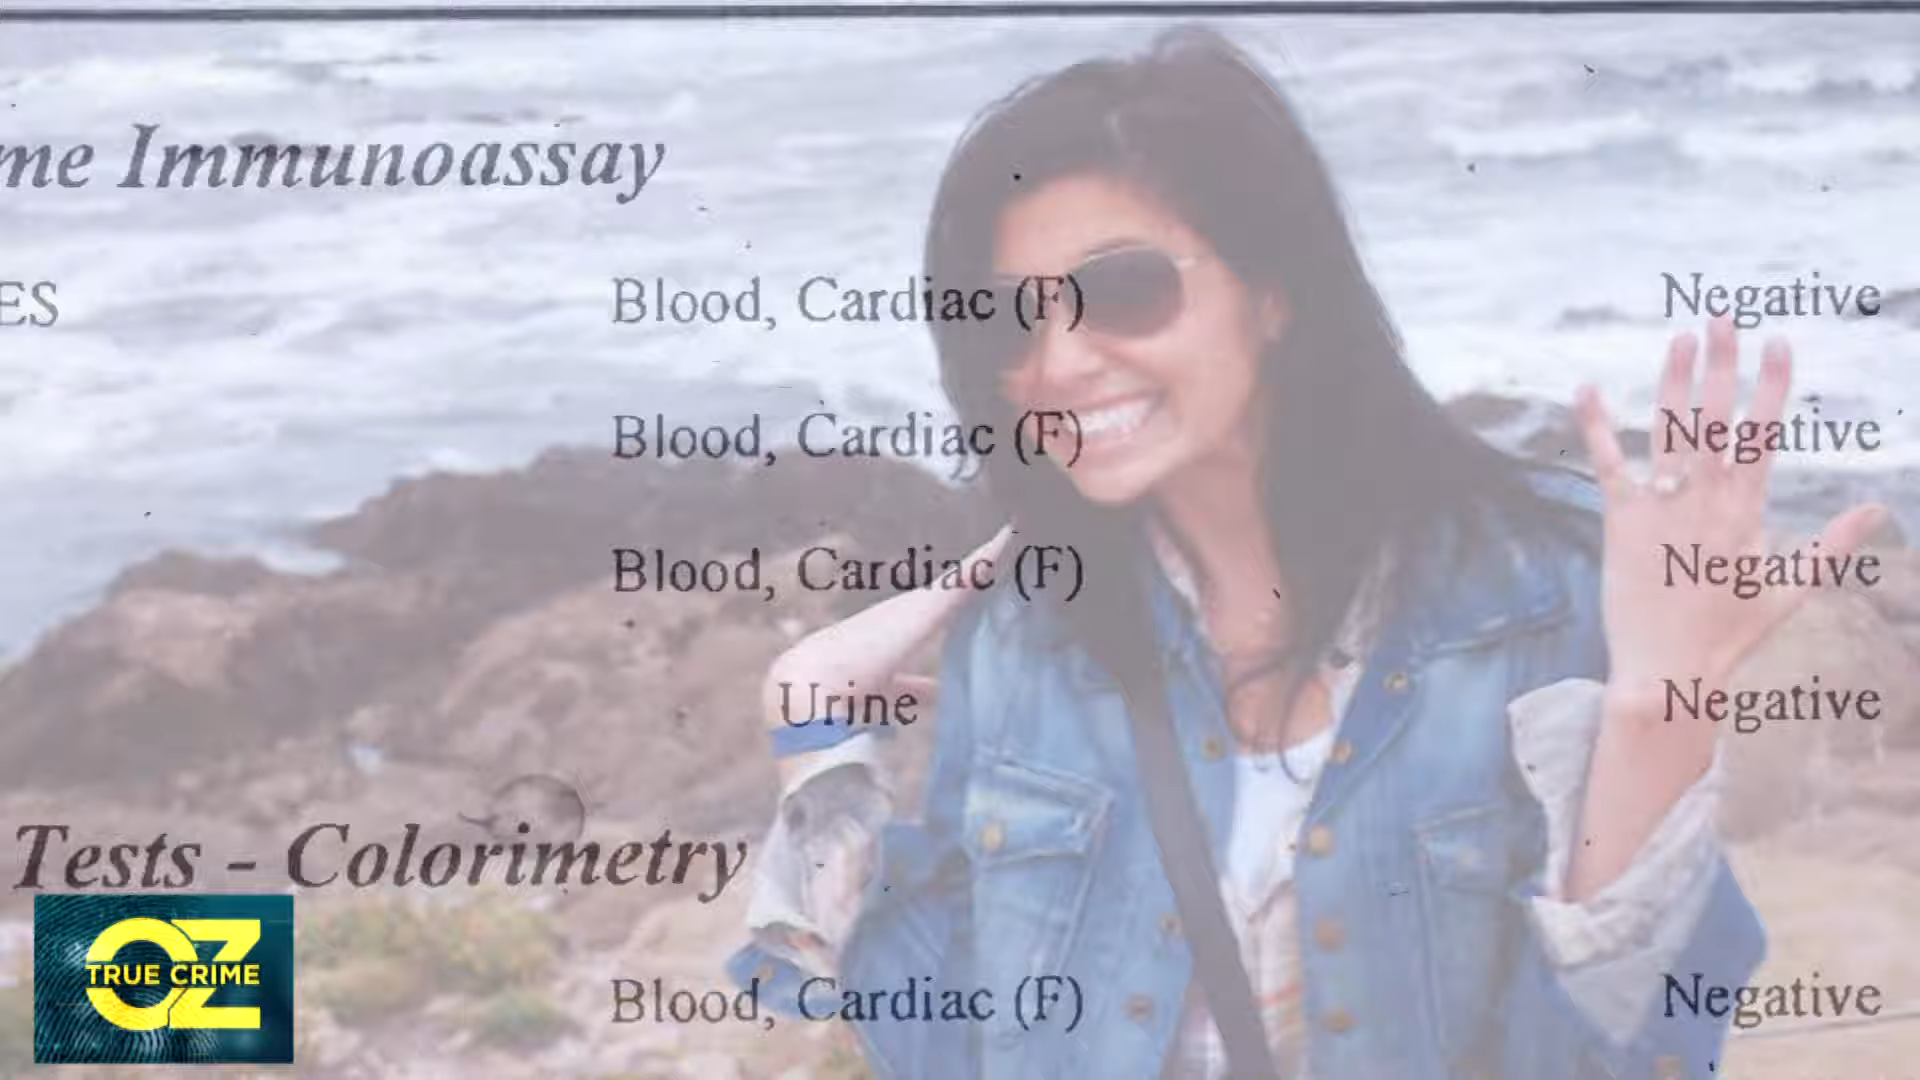 me Immunoassay
ES Blood, Cardiac (F) Negative
Blood, Cardiac (F) Negative
Blood, Cardiac (F) Negative
Urine Negative
Tests - Colorimetry
Blood, Cardiac (F) Negative
OZ
TRUE CRIME